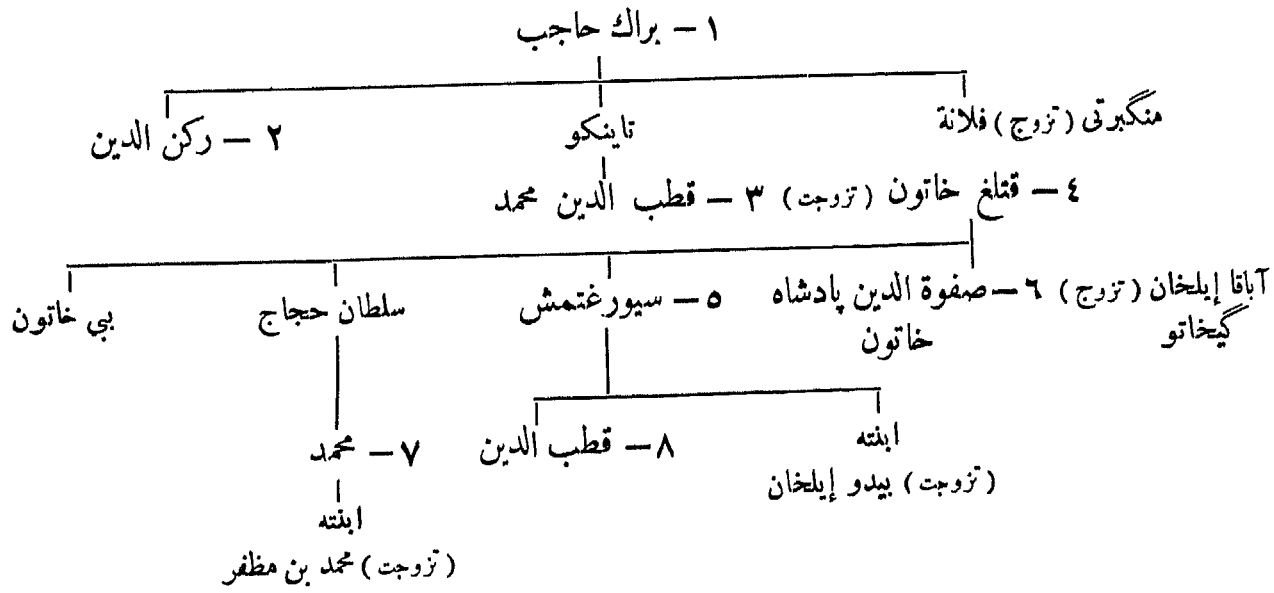 ١ – براك حاجب
منگبرتى (تزوج) فلانة
تاينكو
٢ – ركن الدين
٤ – قتلغ خاتون (تزوجت) ٣ – قطب الدين محمد
آباقا إيلخان (تزوج) ٦ – صفوة الدين پادشاه
گيخاتو
خاتون
٥ – سيورغتمش
سلطان حجاج
بي خاتون
ابنته
(تزوجت) بيدو إيلخان
٨ – قطب الدين
٧ – محمد
ابنته
(تزوجت) محمد بن مظفر